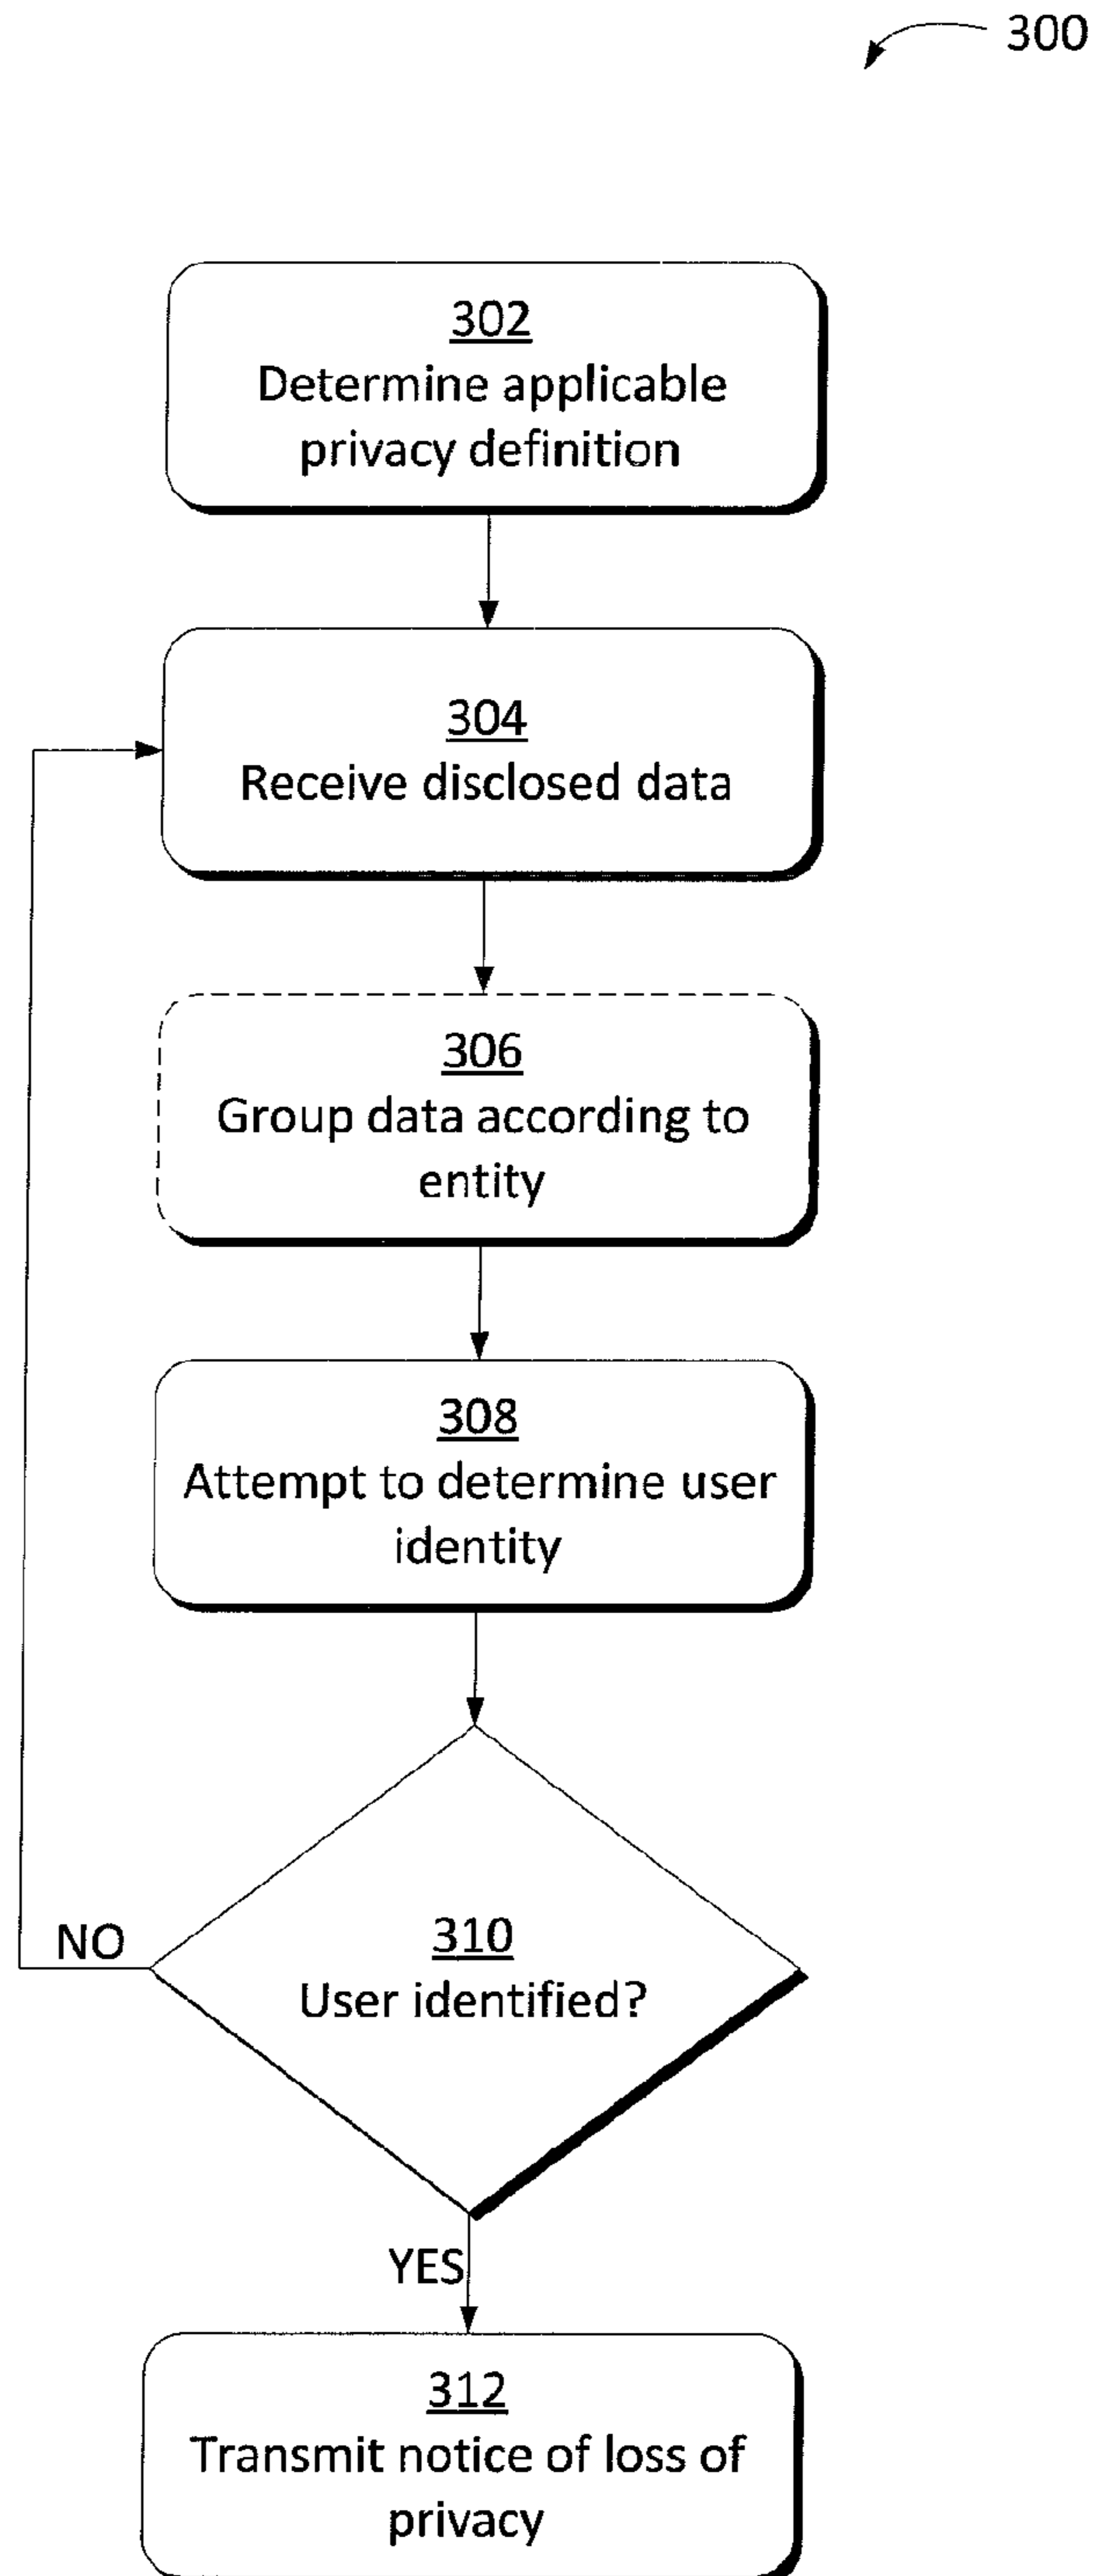 300
302
Determine applicable
privacy definition
304
Receive disclosed data
306
Group data according to
entity
308
Attempt to determine user
identity
310
User identified?
NO
YES
312
Transmit notice of loss of
privacy